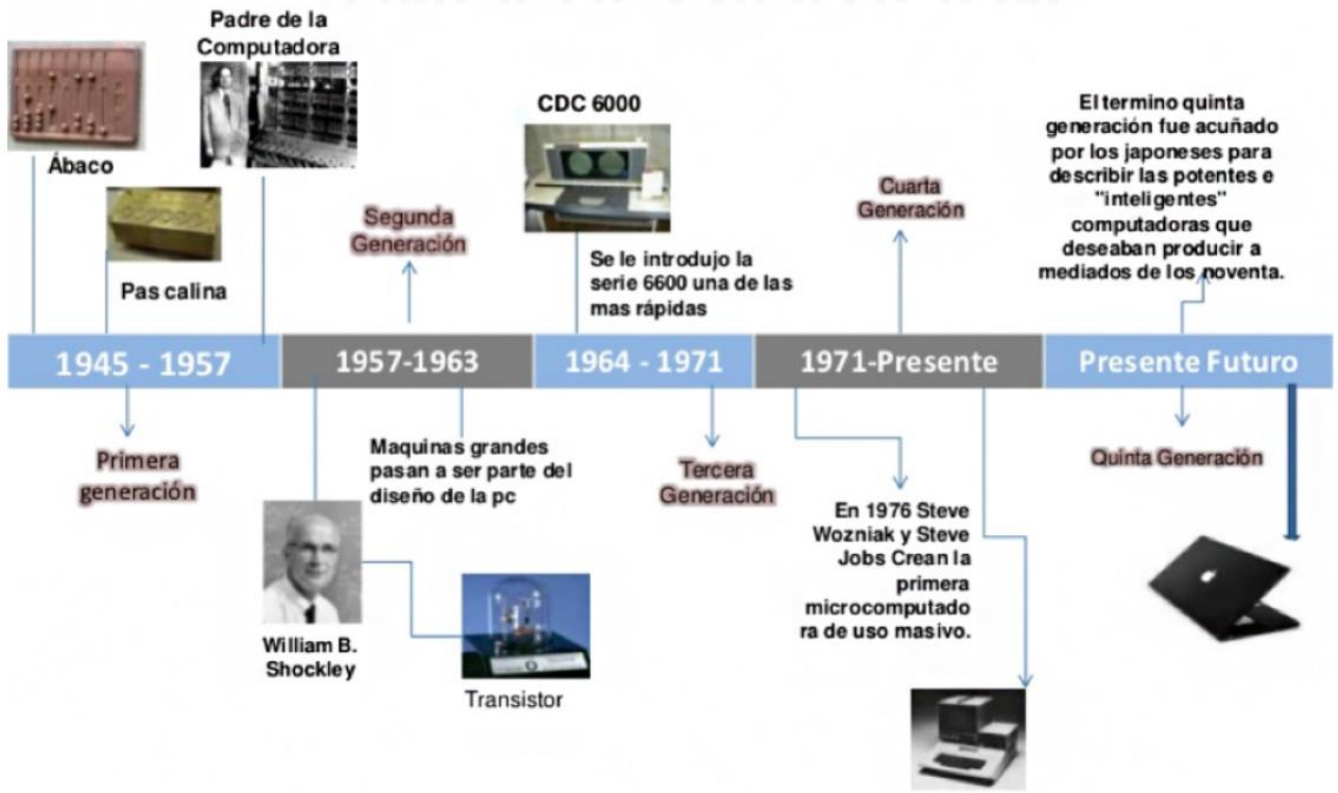 Padre de la
Computadora
Ábaco
Pas calina
Segunda
Generación
CDC 6000
Se le introdujo la
serie 6600 una de las
mas rápidas
Cuarta
Generación
El termino quinta
generación fue acuñado
por los japoneses para
describir las potentes e
"inteligentes"
computadoras que
deseaban producir a
mediados de los noventa.
1945 - 1957
1957-1963
1964 - 1971
1971-Presente
Presente Futuro
Primera
generación
Maquinas grandes
pasan a ser parte del
diseño de la pc
William B.
Shockley
Transistor
Tercera
Generación
En 1976 Steve
Wozniak y Steve
Jobs Crean la
primera
microcomputado
ra de uso masivo.
Quinta Generación